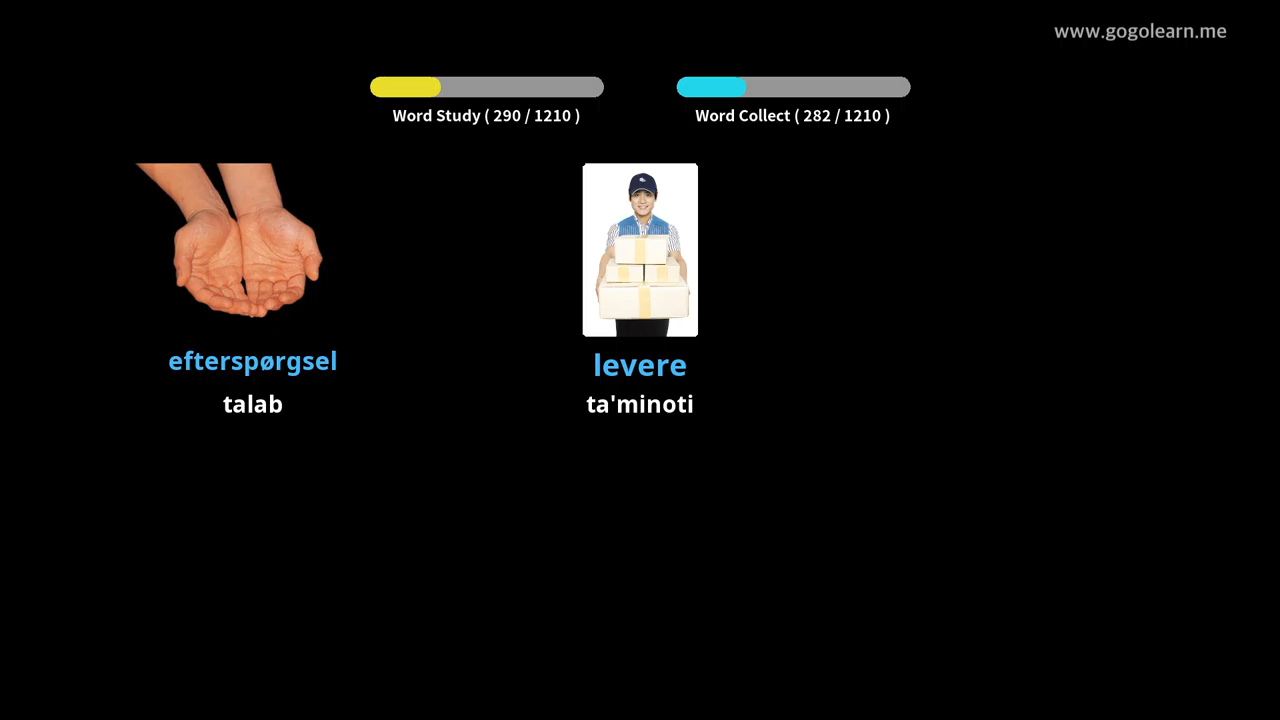 www.gogolearn.me
Word Study ( 290 / 1210 )
Word Collect ( 282 / 1210 )
efterspørgsel
talab
levere
ta'minoti